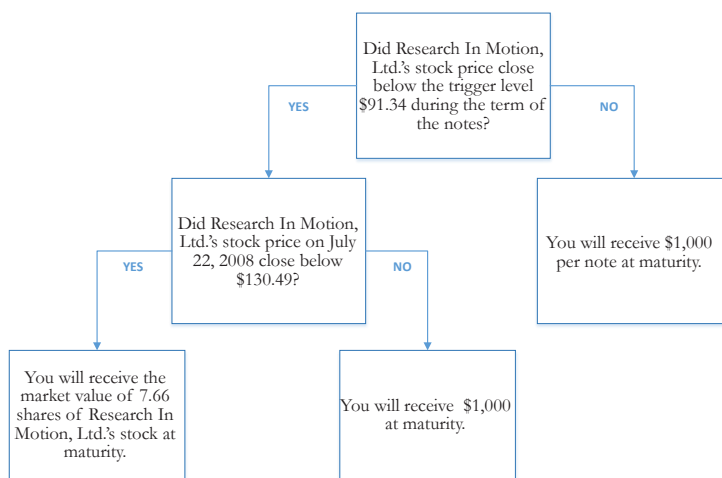 Did Research In Motion,
Ltd.'s stock price close
below the trigger level
$91.34 during the term of
the notes?
YES
NO
Did Research In Motion,
Ltd.'s stock price on July
22, 2008 close below
$130.49?
You will receive $1,000
per note at maturity.
YES
NO
You will receive the
market value of 7.66
shares of Research In
Motion, Ltd.'s stock at
maturity.
You will receive $1,000
at maturity.